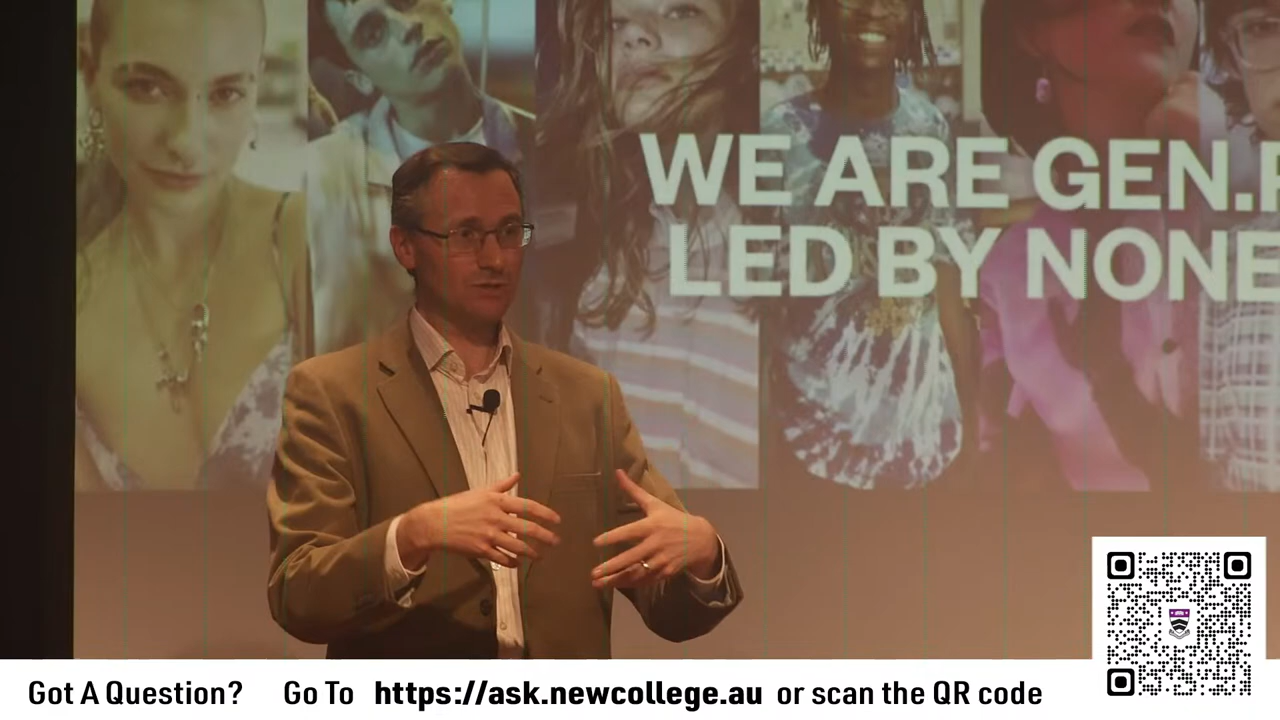 WE ARE GEN.
LED BY NONE
Got A Question? Go To https://ask.newcollege.au or scan the QR code